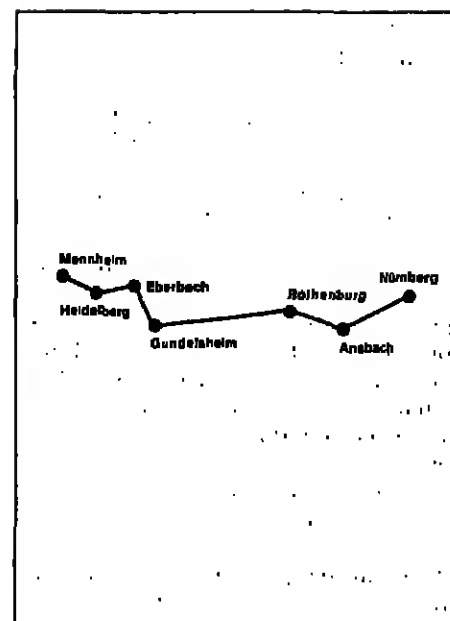 Mannheim
Heidelberg
Eberbach
Gundelsheim
Rothenburg
Ansbach
Nürnberg